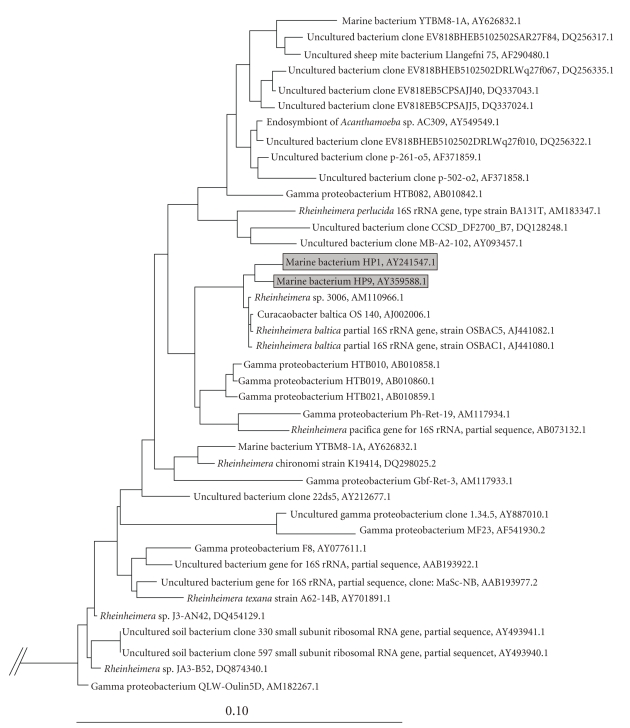 Marine bacterium YTBM8-1A, AY626832.1
Uncultured bacterium clone EV818BHEB5102502SAR27F84, DQ256317.1
Uncultured sheep mite bacterium Llangefni 75, AF290480.1
Uncultured bacterium clone EV818BHEB5102502DRLWq27f067, DQ256335.1
Uncultured bacterium clone EV818EB5CPSAJJ40, DQ337043.1
Uncultured bacterium clone EV818EB5CPSAJJ5, DQ337024.1
Endosymbiont of Acanthamoeba sp. AC309, AY549549.1
Uncultured bacterium clone EV818BHEB5102502DRLWq27f010, DQ256322.1
Uncultured bacterium clone p-261-o5, AF371859.1
Uncultured bacterium clone p-502-o2, AF371858.1
Gamma proteobacterium HTB082, AB010842.1
Rheinheimera perlucida 16S rRNA gene, type strain BA131T, AM183347.1
Uncultured bacterium clone CCSD_DF2700_B7, DQ128248.1
Uncultured bacterium clone MB-A2-102, AY093457.1
Marine bacterium HP1, AY241547.1
Marine bacterium HP9, AY359588.1
Rheinheimera sp. 3006, AM110966.1
Curacaobacter baltica OS 140, AJ002006.1
Rheinheimera baltica partial 16S rRNA gene, strain OSBAC5, AJ441082.1
Rheinheimera baltica partial 16S rRNA gene, strain OSBAC1, AJ441080.1
Gamma proteobacterium HTB010, AB010858.1
Gamma proteobacterium HTB019, AB010860.1
Gamma proteobacterium HTB021, AB010859.1
Gamma proteobacterium Ph-Ret-19, AM117934.1
Rheinheimera pacifica gene for 16S rRNA, partial sequence, AB073132.1
Marine bacterium YTBM8-1A, AY626832.1
Rheinheimera chironomi strain K19414, DQ298025.2
Gamma proteobacterium Gbf-Ret-3, AM117933.1
Uncultured bacterium clone 22ds5, AY212677.1
Uncultured gamma proteobacterium clone 1.34.5, AY887010.1
Gamma proteobacterium MF23, AF541930.2
Gamma proteobacterium F8, AY077611.1
Uncultured bacterium gene for 16S rRNA, partial sequence, AAB193922.1
Uncultured bacterium gene for 16S rRNA, partial sequence, clone: MaSc-NB, AAB193977.2
Rheinheimera texana strain A62-14B, AY701891.1
Rheinheimera sp. J3-AN42, DQ454129.1
Uncultured soil bacterium clone 330 small subunit ribosomal RNA gene, partial sequence, AY493941.1
Uncultured soil bacterium clone 597 small subunit ribosomal RNA gene, partial sequencet, AY493940.1
Rheinheimera sp. JA3-B52, DQ874340.1
Gamma proteobacterium QLW-Oulin5D, AM182267.1
0.10